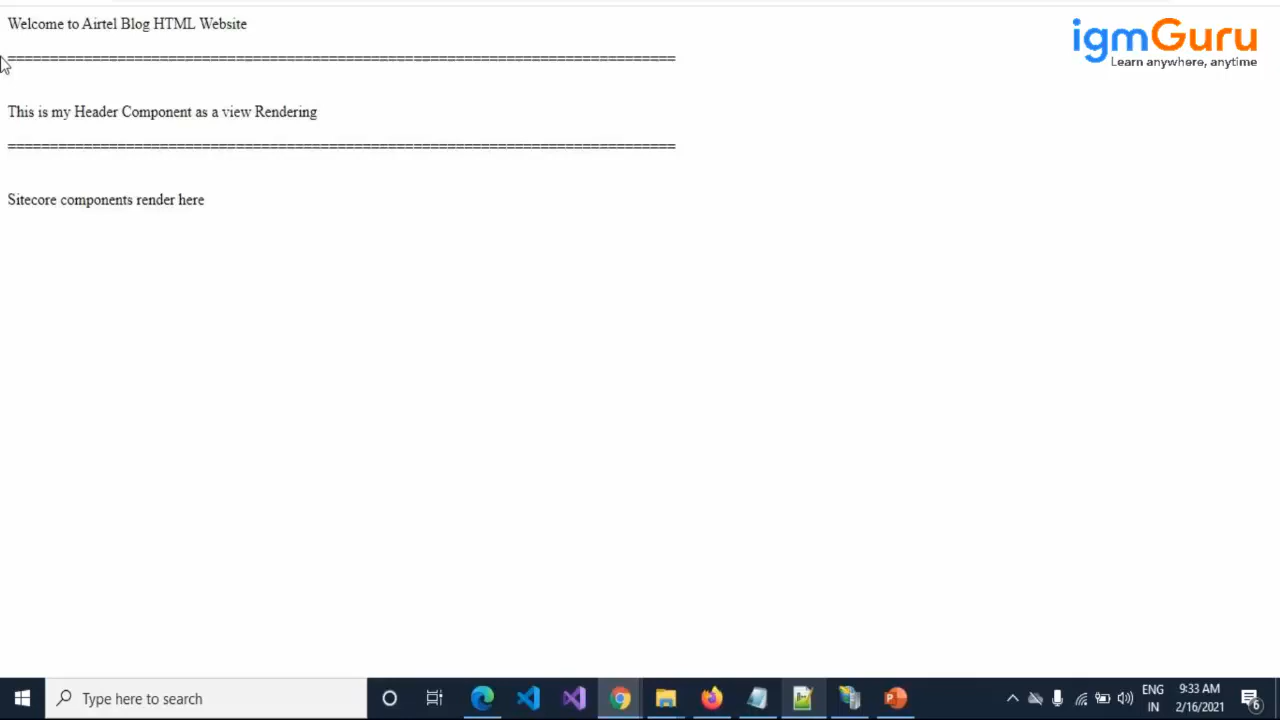 Welcome to Airtel Blog HTML Website
igmGuru
Learn anywhere, anytime
===============================================================================
This is my Header Component as a view Rendering
===============================================================================
Sitecore components render here
Type here to search
ENG
IN
9:33 AM
2/16/2021
6